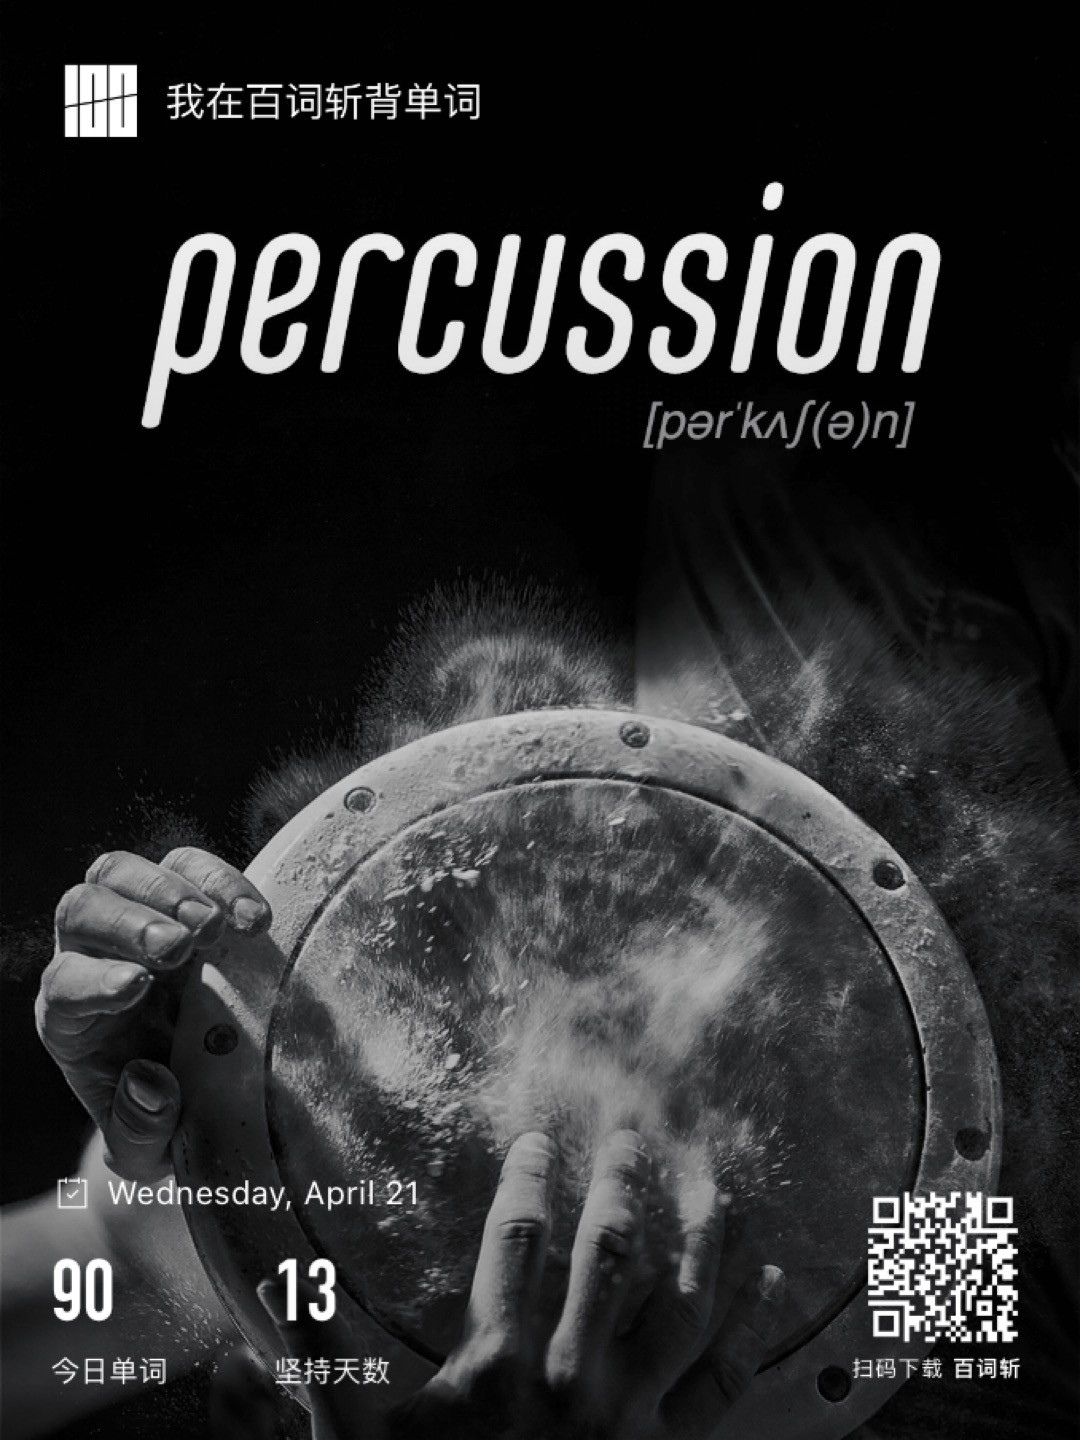 100
我在百词斩背单词
percussion
[pərˈkʌʃ(ə)n]
Wednesday, April 21
90
13
今日单词
坚持天数
扫码下载 百词斩